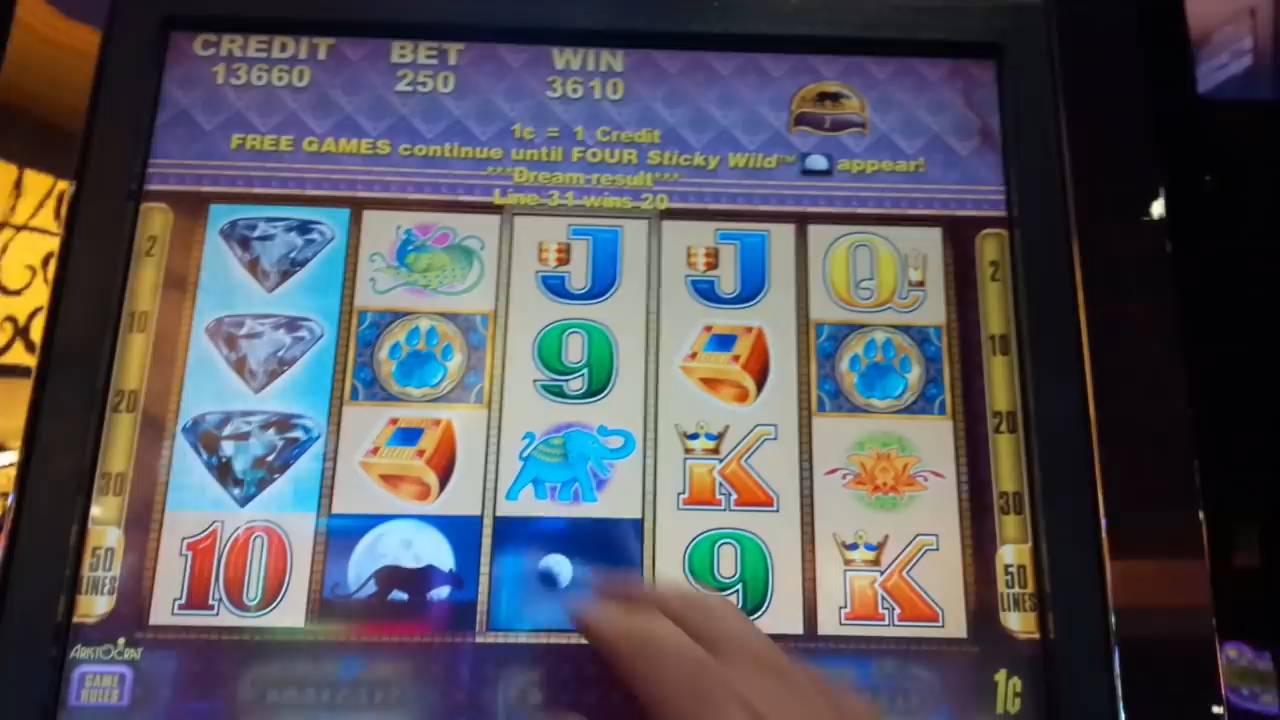 CREDIT BET WIN
13660 250 3610
1¢ = 1 Credit
FREE GAMES continue until FOUR Sticky Wild™ appear!
***Dream result***
Line 31 wins 20
2 J J Q 2
10 9 10
20 K 20
30 30
50 LINES 10 9 K 50 LINES
ARISTOCRAT
GAME RULES
1¢